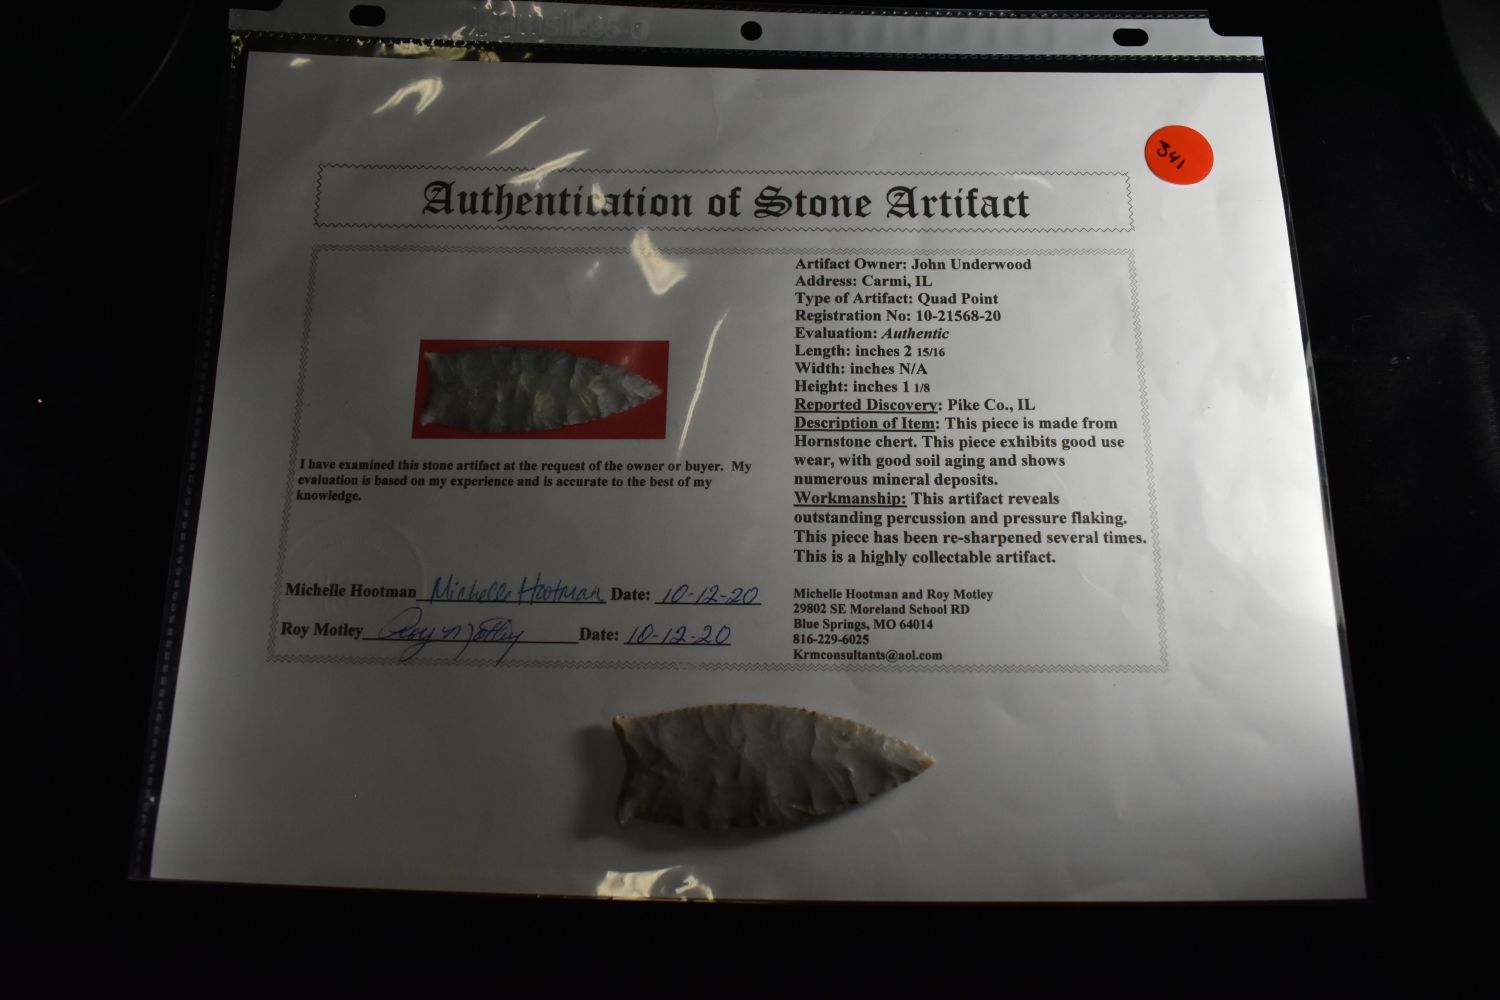 341
Authentication of Stone Artifact
Artifact Owner: John Underwood
Address: Carmi, IL
Type of Artifact: Quad Point
Registration No: 10-21568-20
Evaluation: Authentic
Length: inches 2 15/16
Width: inches N/A
Height: inches 1 1/8
Reported Discovery: Pike Co., IL
Description of Item: This piece is made from
Hornstone chert. This piece exhibits good use
wear, with good soil aging and shows
numerous mineral deposits.
Workmanship: This artifact reveals
outstanding percussion and pressure flaking.
This piece has been re-sharpened several times.
This is a highly collectable artifact.
I have examined this stone artifact at the request of the owner or buyer. My
evaluation is based on my experience and is accurate to the best of my
knowledge.
Michelle Hootman Michelle Hootman Date: 10-12-20
Roy Motley Roy Motley Date: 10-12-20
Michelle Hootman and Roy Motley
29802 SE Moreland School RD
Blue Springs, MO 64014
816-229-6025
Krmconsultants@aol.com